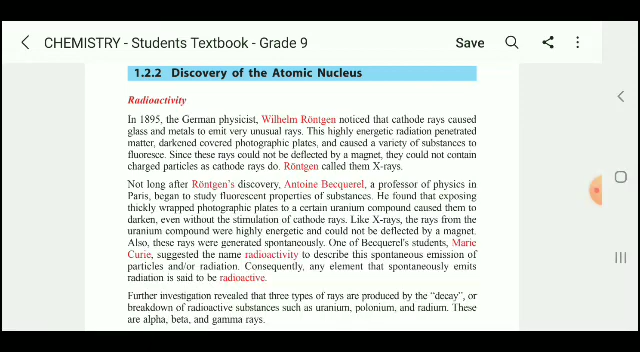 CHEMISTRY - Students Textbook - Grade 9
Save
1.2.2 Discovery of the Atomic Nucleus
Radioactivity
In 1895, the German physicist, Wilhelm Röntgen noticed that cathode rays caused
glass and metals to emit very unusual rays. This highly energetic radiation penetrated
matter, darkened covered photographic plates, and caused a variety of substances to
fluoresce. Since these rays could not be deflected by a magnet, they could not contain
charged particles as cathode rays do. Röntgen called them X-rays.
Not long after Röntgen's discovery, Antoine Becquerel, a professor of physics in
Paris, began to study fluorescent properties of substances. He found that exposing
thickly wrapped photographic plates to a certain uranium compound caused them to
darken, even without the stimulation of cathode rays. Like X-rays, the rays from the
uranium compound were highly energetic and could not be deflected by a magnet.
Also, these rays were generated spontaneously. One of Becquerel's students, Marie
Curie, suggested the name radioactivity to describe this spontaneous emission of
particles and/or radiation. Consequently, any element that spontaneously emits
radiation is said to be radioactive.
Further investigation revealed that three types of rays are produced by the “decay”, or
breakdown of radioactive substances such as uranium, polonium, and radium. These
are alpha, beta, and gamma rays.